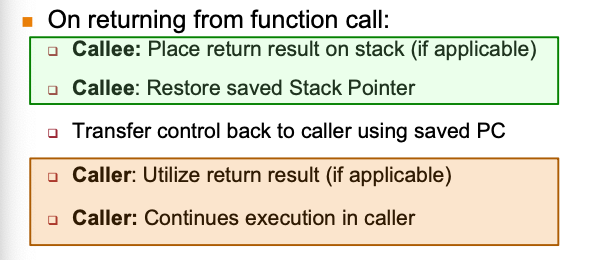 On returning from function call:
Callee: Place return result on stack (if applicable)
Callee: Restore saved Stack Pointer
Transfer control back to caller using saved PC
Caller: Utilize return result (if applicable)
Caller: Continues execution in caller